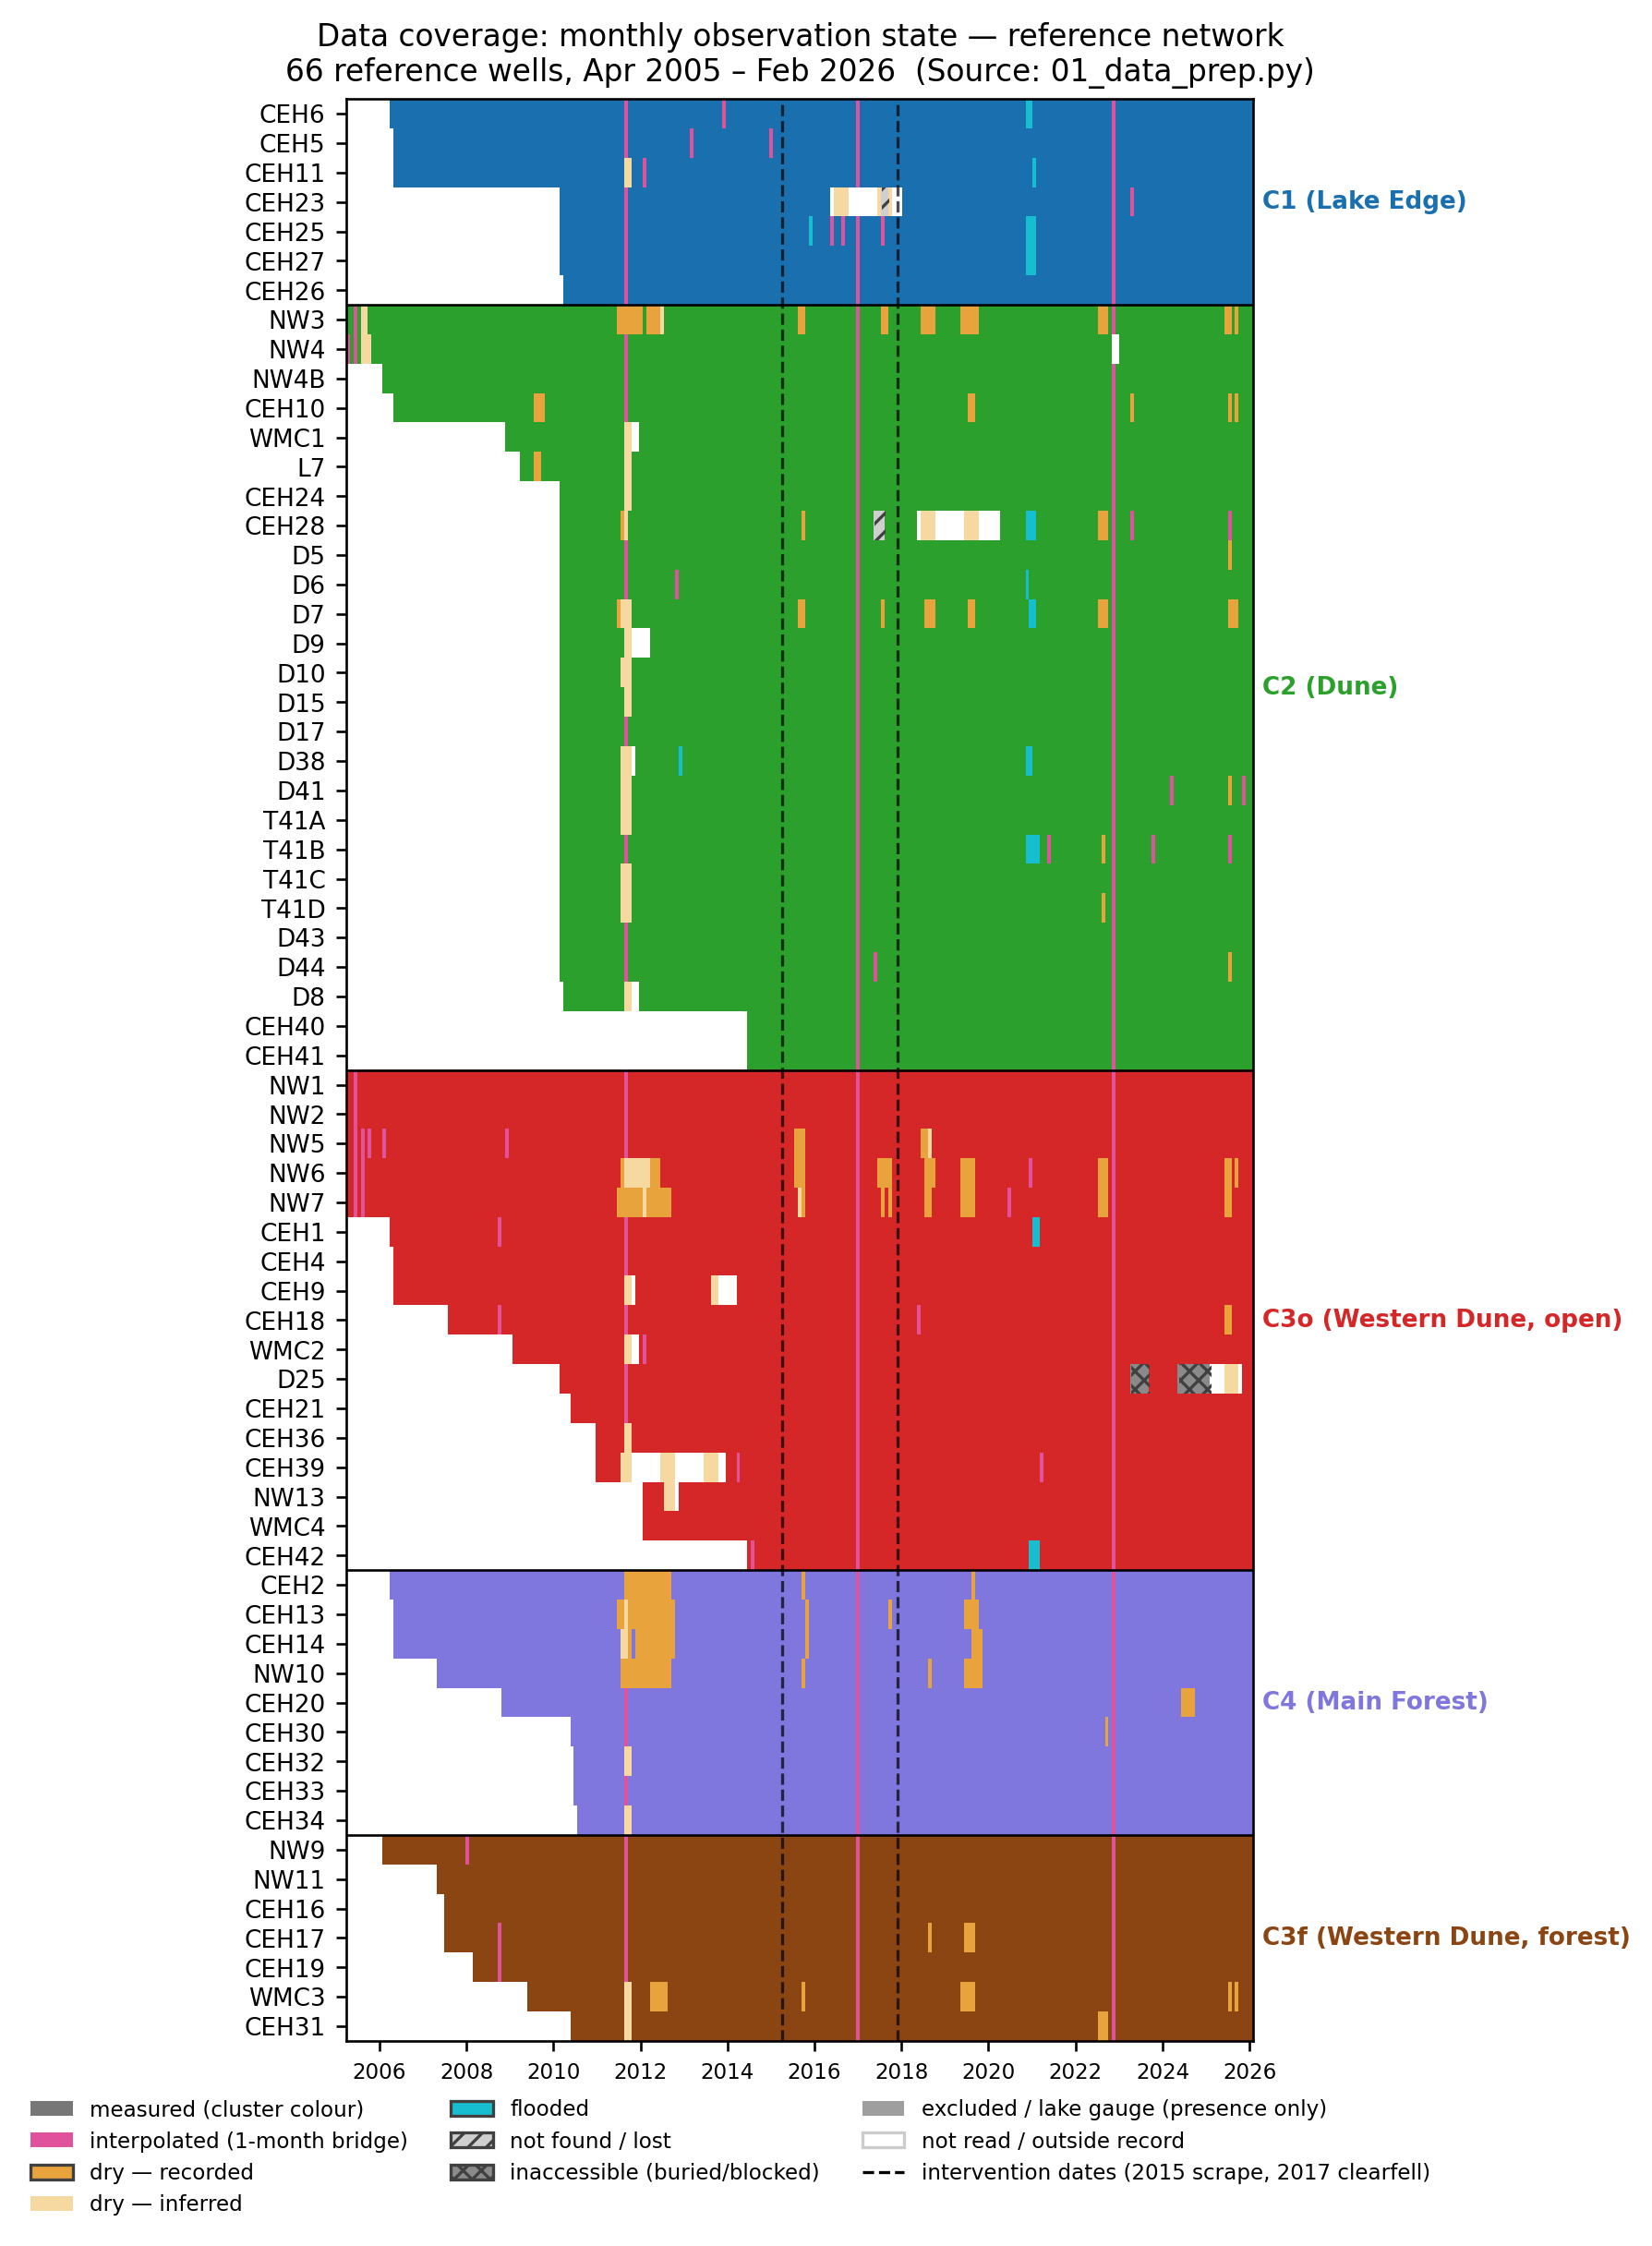 Data coverage: monthly observation state — reference network
66 reference wells, Apr 2005 – Feb 2026  (Source: 01_data_prep.py)
CEH6
CEH5
CEH11
CEH23
CEH25
CEH27
CEH26
C1 (Lake Edge)
NW3
NW4
NW4B
CEH10
WMC1
L7
CEH24
CEH28
D5
D6
D7
D9
D10
D15
D17
D38
D41
T41A
T41B
T41C
T41D
D43
D44
D8
CEH40
CEH41
C2 (Dune)
NW1
NW2
NW5
NW6
NW7
CEH1
CEH4
CEH9
CEH18
WMC2
D25
CEH21
CEH36
CEH39
NW13
WMC4
CEH42
C3o (Western Dune, open)
CEH2
CEH13
CEH14
NW10
CEH20
CEH30
CEH32
CEH33
CEH34
C4 (Main Forest)
NW9
NW11
CEH16
CEH17
CEH19
WMC3
CEH31
C3f (Western Dune, forest)
2006 2008 2010 2012 2014 2016 2018 2020 2022 2024 2026
measured (cluster colour)
interpolated (1-month bridge)
dry — recorded
dry — inferred
flooded
not found / lost
inaccessible (buried/blocked)
excluded / lake gauge (presence only)
not read / outside record
intervention dates (2015 scrape, 2017 clearfell)